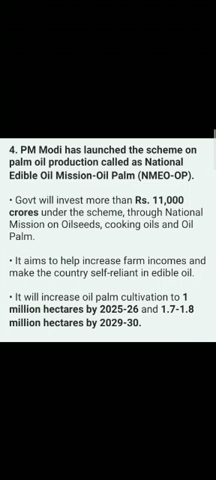 4. PM Modi has launched the scheme on
palm oil production called as National
Edible Oil Mission-Oil Palm (NMEO-OP).
• Govt will invest more than Rs. 11,000
crores under the scheme, through National
Mission on Oilseeds, cooking oils and Oil
Palm.
• It aims to help increase farm incomes and
make the country self-reliant in edible oil.
• It will increase oil palm cultivation to 1
million hectares by 2025-26 and 1.7-1.8
million hectares by 2029-30.